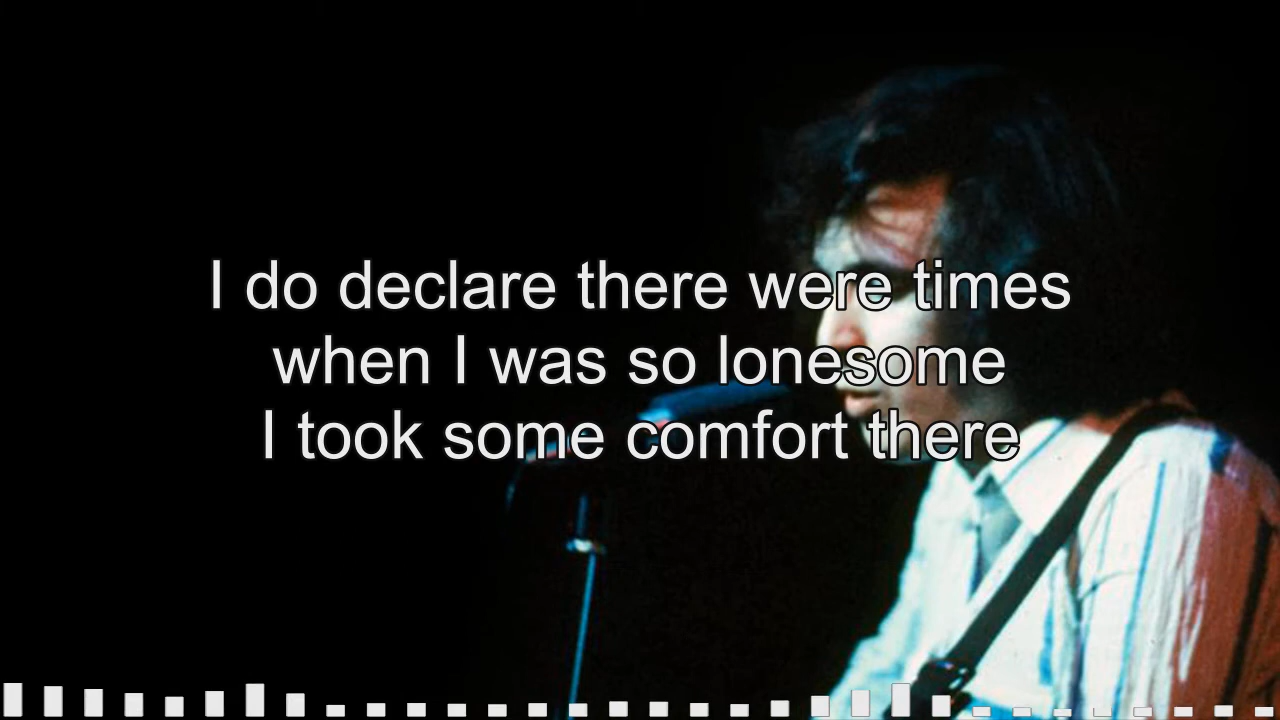 I do declare there were times
when I was so lonesome
I took some comfort there